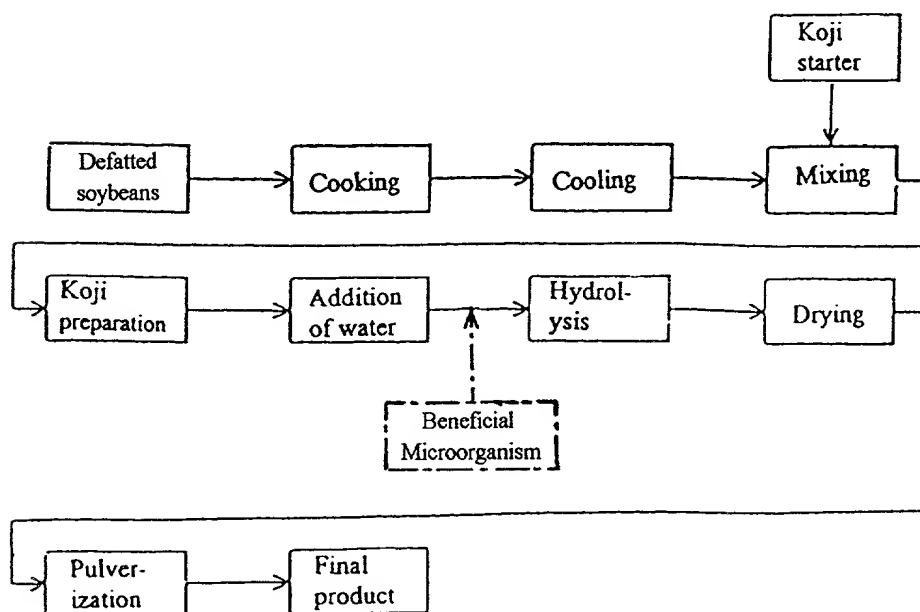 Koji
starter
Defatted
soybeans
Cooking
Cooling
Mixing
Koji
preparation
Addition
of water
Hydrol-
ysis
Drying
Beneficial
Microorganism
Pulver-
ization
Final
product